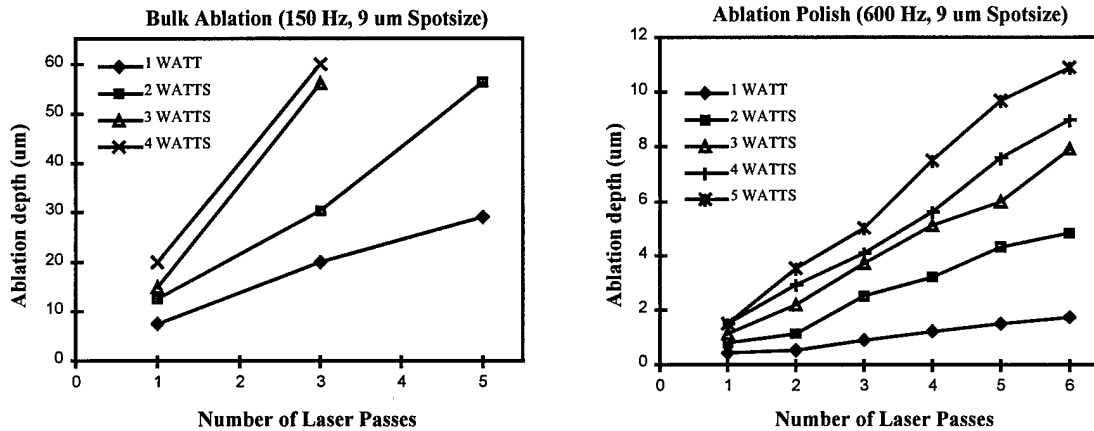 Bulk Ablation (150 Hz, 9 um Spotsize)
60
50
40
30
20
10
0
Ablation depth (um)
1 WATT
2 WATTS
3 WATTS
4 WATTS
0 1 2 3 4 5
Number of Laser Passes
Ablation Polish (600 Hz, 9 um Spotsize)
12
10
8
6
4
2
0
Ablation depth (um)
1 WATT
2 WATTS
3 WATTS
4 WATTS
5 WATTS
0 1 2 3 4 5 6
Number of Laser Passes